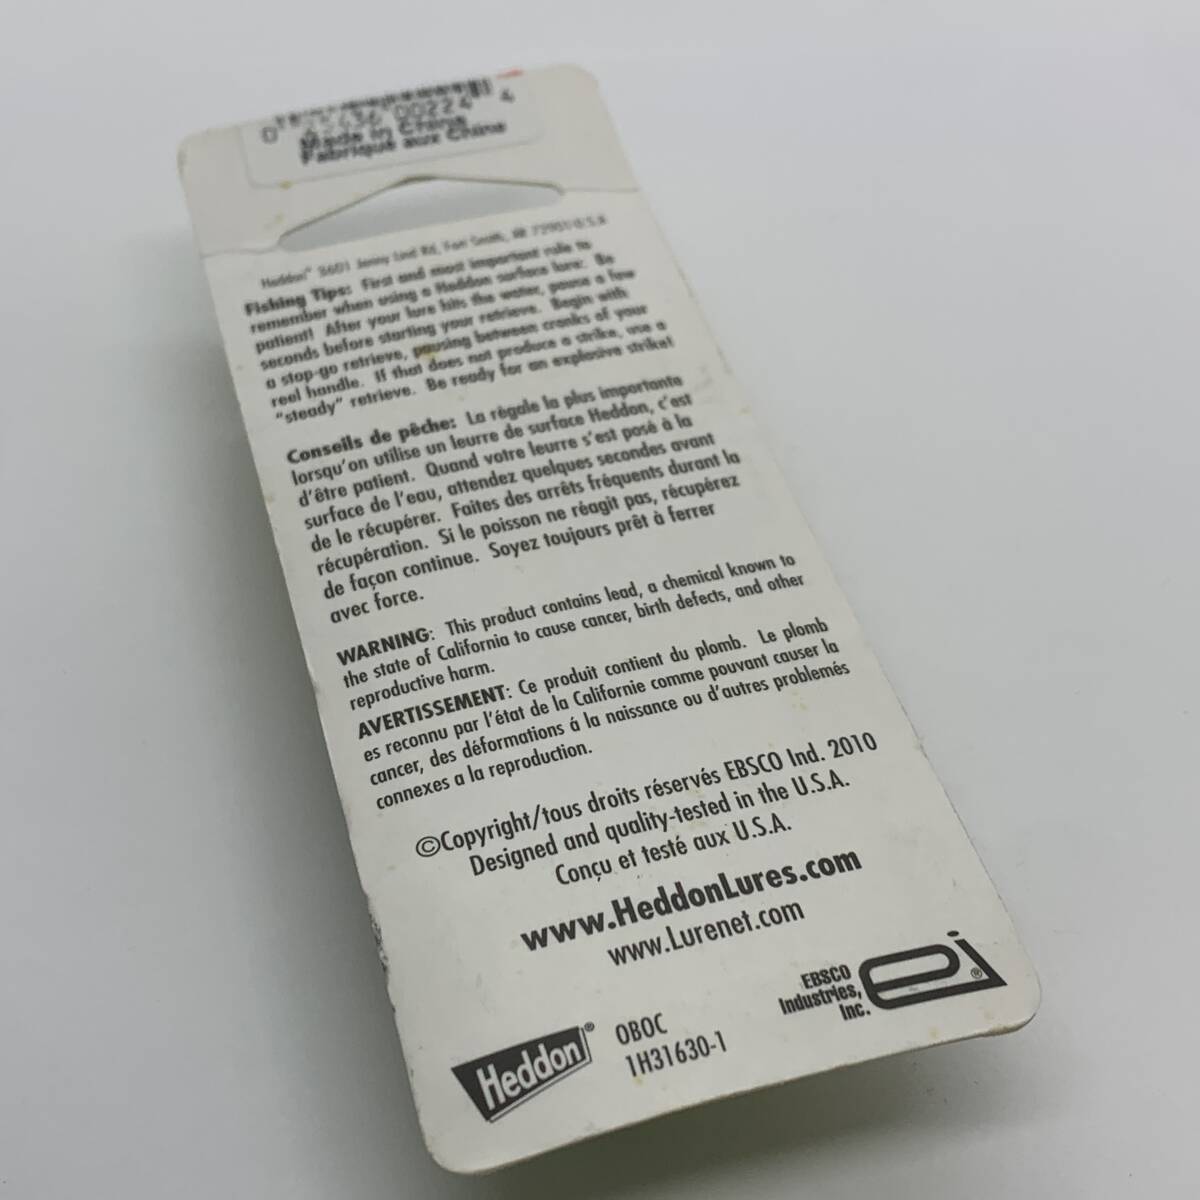 00224 4
Made in China
Fabriqué aux Chine
Heddon® 3601 Jenny Lind Rd, Fort Smith, AR 72901 U.S.A
Fishing Tips: First and most important rule to
remember when using a Heddon surface lure: Be
patient! After your lure hits the water, pause a few
seconds before starting your retrieve. Begin with
a stop-go retrieve, pausing between cranks of your
reel handle. If that does not produce a strike, use a
"steady" retrieve. Be ready for an explosive strike!
Conseils de pêche: La règale la plus importante
lorsqu'on utilise un leurre de surface Heddon, c'est
d'être patient. Quand votre leurre s'est posé à la
surface de l'eau, attendez quelques secondes avant
de le récupérer. Faites des arrêts fréquents durant la
récupération. Si le poisson ne réagit pas, récupérez
de façon continue. Soyez toujours prêt à ferrer
avec force.
WARNING: This product contains lead, a chemical known to
the state of California to cause cancer, birth defects, and other
reproductive harm.
AVERTISSEMENT: Ce produit contient du plomb. Le plomb
es reconnu par l'état de la Californie comme pouvant causer la
cancer, des déformations á la naissance ou d'autres problemés
connexes a la reproduction.
©Copyright/tous droits réservés EBSCO Ind. 2010
Designed and quality-tested in the U.S.A.
Conçu et testé aux U.S.A.
www.HeddonLures.com
www.Lurenet.com
EBSCO
Industries,
Inc.
ei®
Heddon®
OBOC
1H31630-1